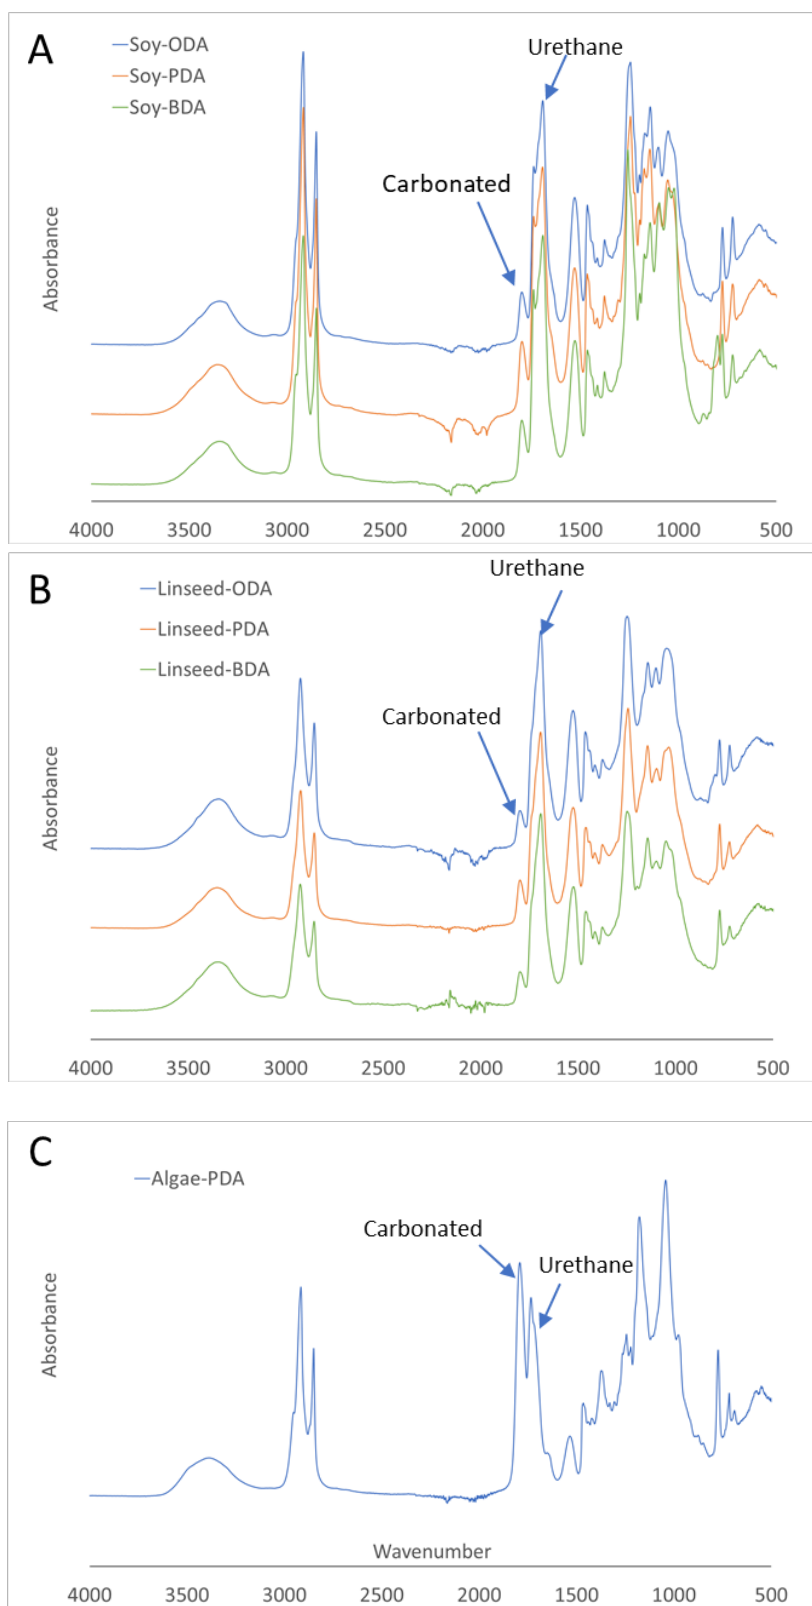 A
Soy-ODA
Soy-PDA
Soy-BDA
Urethane
Carbonated
Absorbance
4000 3500 3000 2500 2000 1500 1000 500
B
Urethane
Linseed-ODA
Linseed-PDA
Linseed-BDA
Carbonated
Absorbance
4000 3500 3000 2500 2000 1500 1000 500
C
Algae-PDA
Carbonated
Urethane
Absorbance
Wavenumber
4000 3500 3000 2500 2000 1500 1000 500